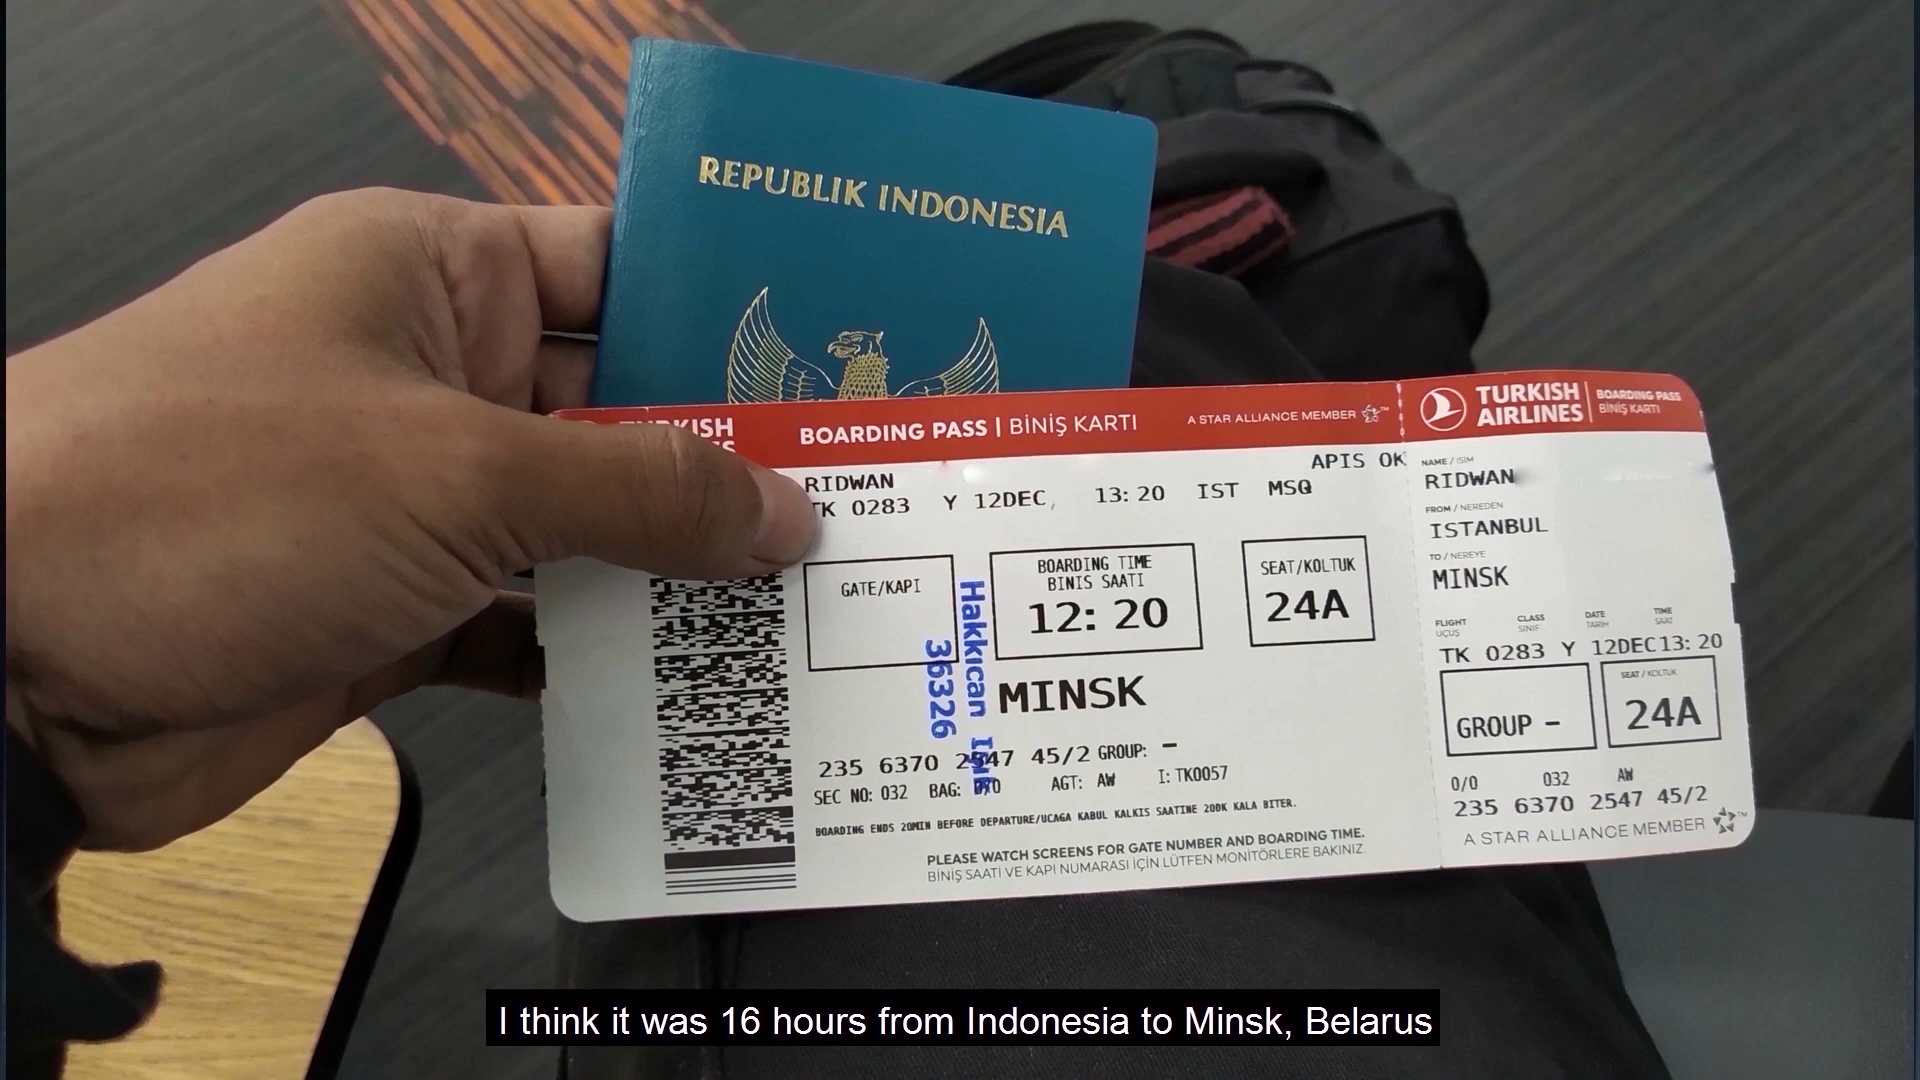 REPUBLIK INDONESIA
BOARDING PASS | BİNİŞ KARTI
A STAR ALLIANCE MEMBER
APIS OK
RIDWAN
TK 0283 Y 12DEC, 13:20 IST MSQ
GATE/KAPI
BOARDING TIME
BINIS SAATI
12:20
SEAT/KOLTUK
24A
MINSK
Hakkıcan
36326
235 6370 2547 45/2 GROUP: -
SEC NO: 032 BAG: 0/0 AGT: AW I: TK0057
BOARDING ENDS 20MIN BEFORE DEPARTURE/UCAGA KABUL KALKIS SAATINE 20DK KALA BITER.
PLEASE WATCH SCREENS FOR GATE NUMBER AND BOARDING TIME.
BİNİŞ SAATİ VE KAPI NUMARASI İÇİN LÜTFEN MONİTÖRLERE BAKINIZ.
TURKISH
AIRLINES
BOARDING PASS
BİNİŞ KARTI
NAME / İSİM
RIDWAN
FROM / NEREDEN
ISTANBUL
TO / NEREYE
MINSK
FLIGHT CLASS DATE TIME
UÇUŞ SINIF TARİH SAAT
TK 0283 Y 12DEC 13:20
GROUP -
SEAT / KOLTUK
24A
0/0 032 AW
235 6370 2547 45/2
A STAR ALLIANCE MEMBER
I think it was 16 hours from Indonesia to Minsk, Belarus